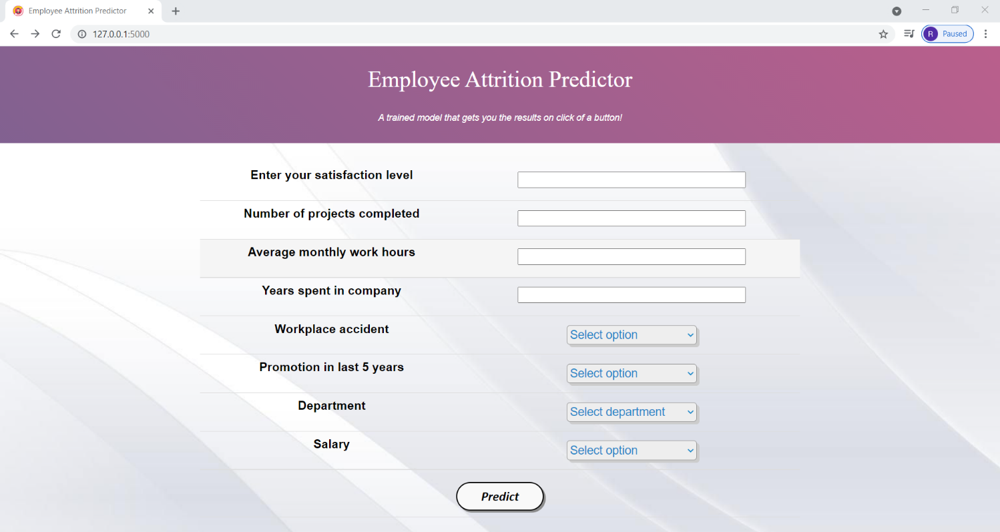 Employee Attrition Predictor
127.0.0.1:5000
R Paused
Employee Attrition Predictor
A trained model that gets you the results on click of a button!
Enter your satisfaction level
Number of projects completed
Average monthly work hours
Years spent in company
Workplace accident Select option
Promotion in last 5 years Select option
Department Select department
Salary Select option
Predict